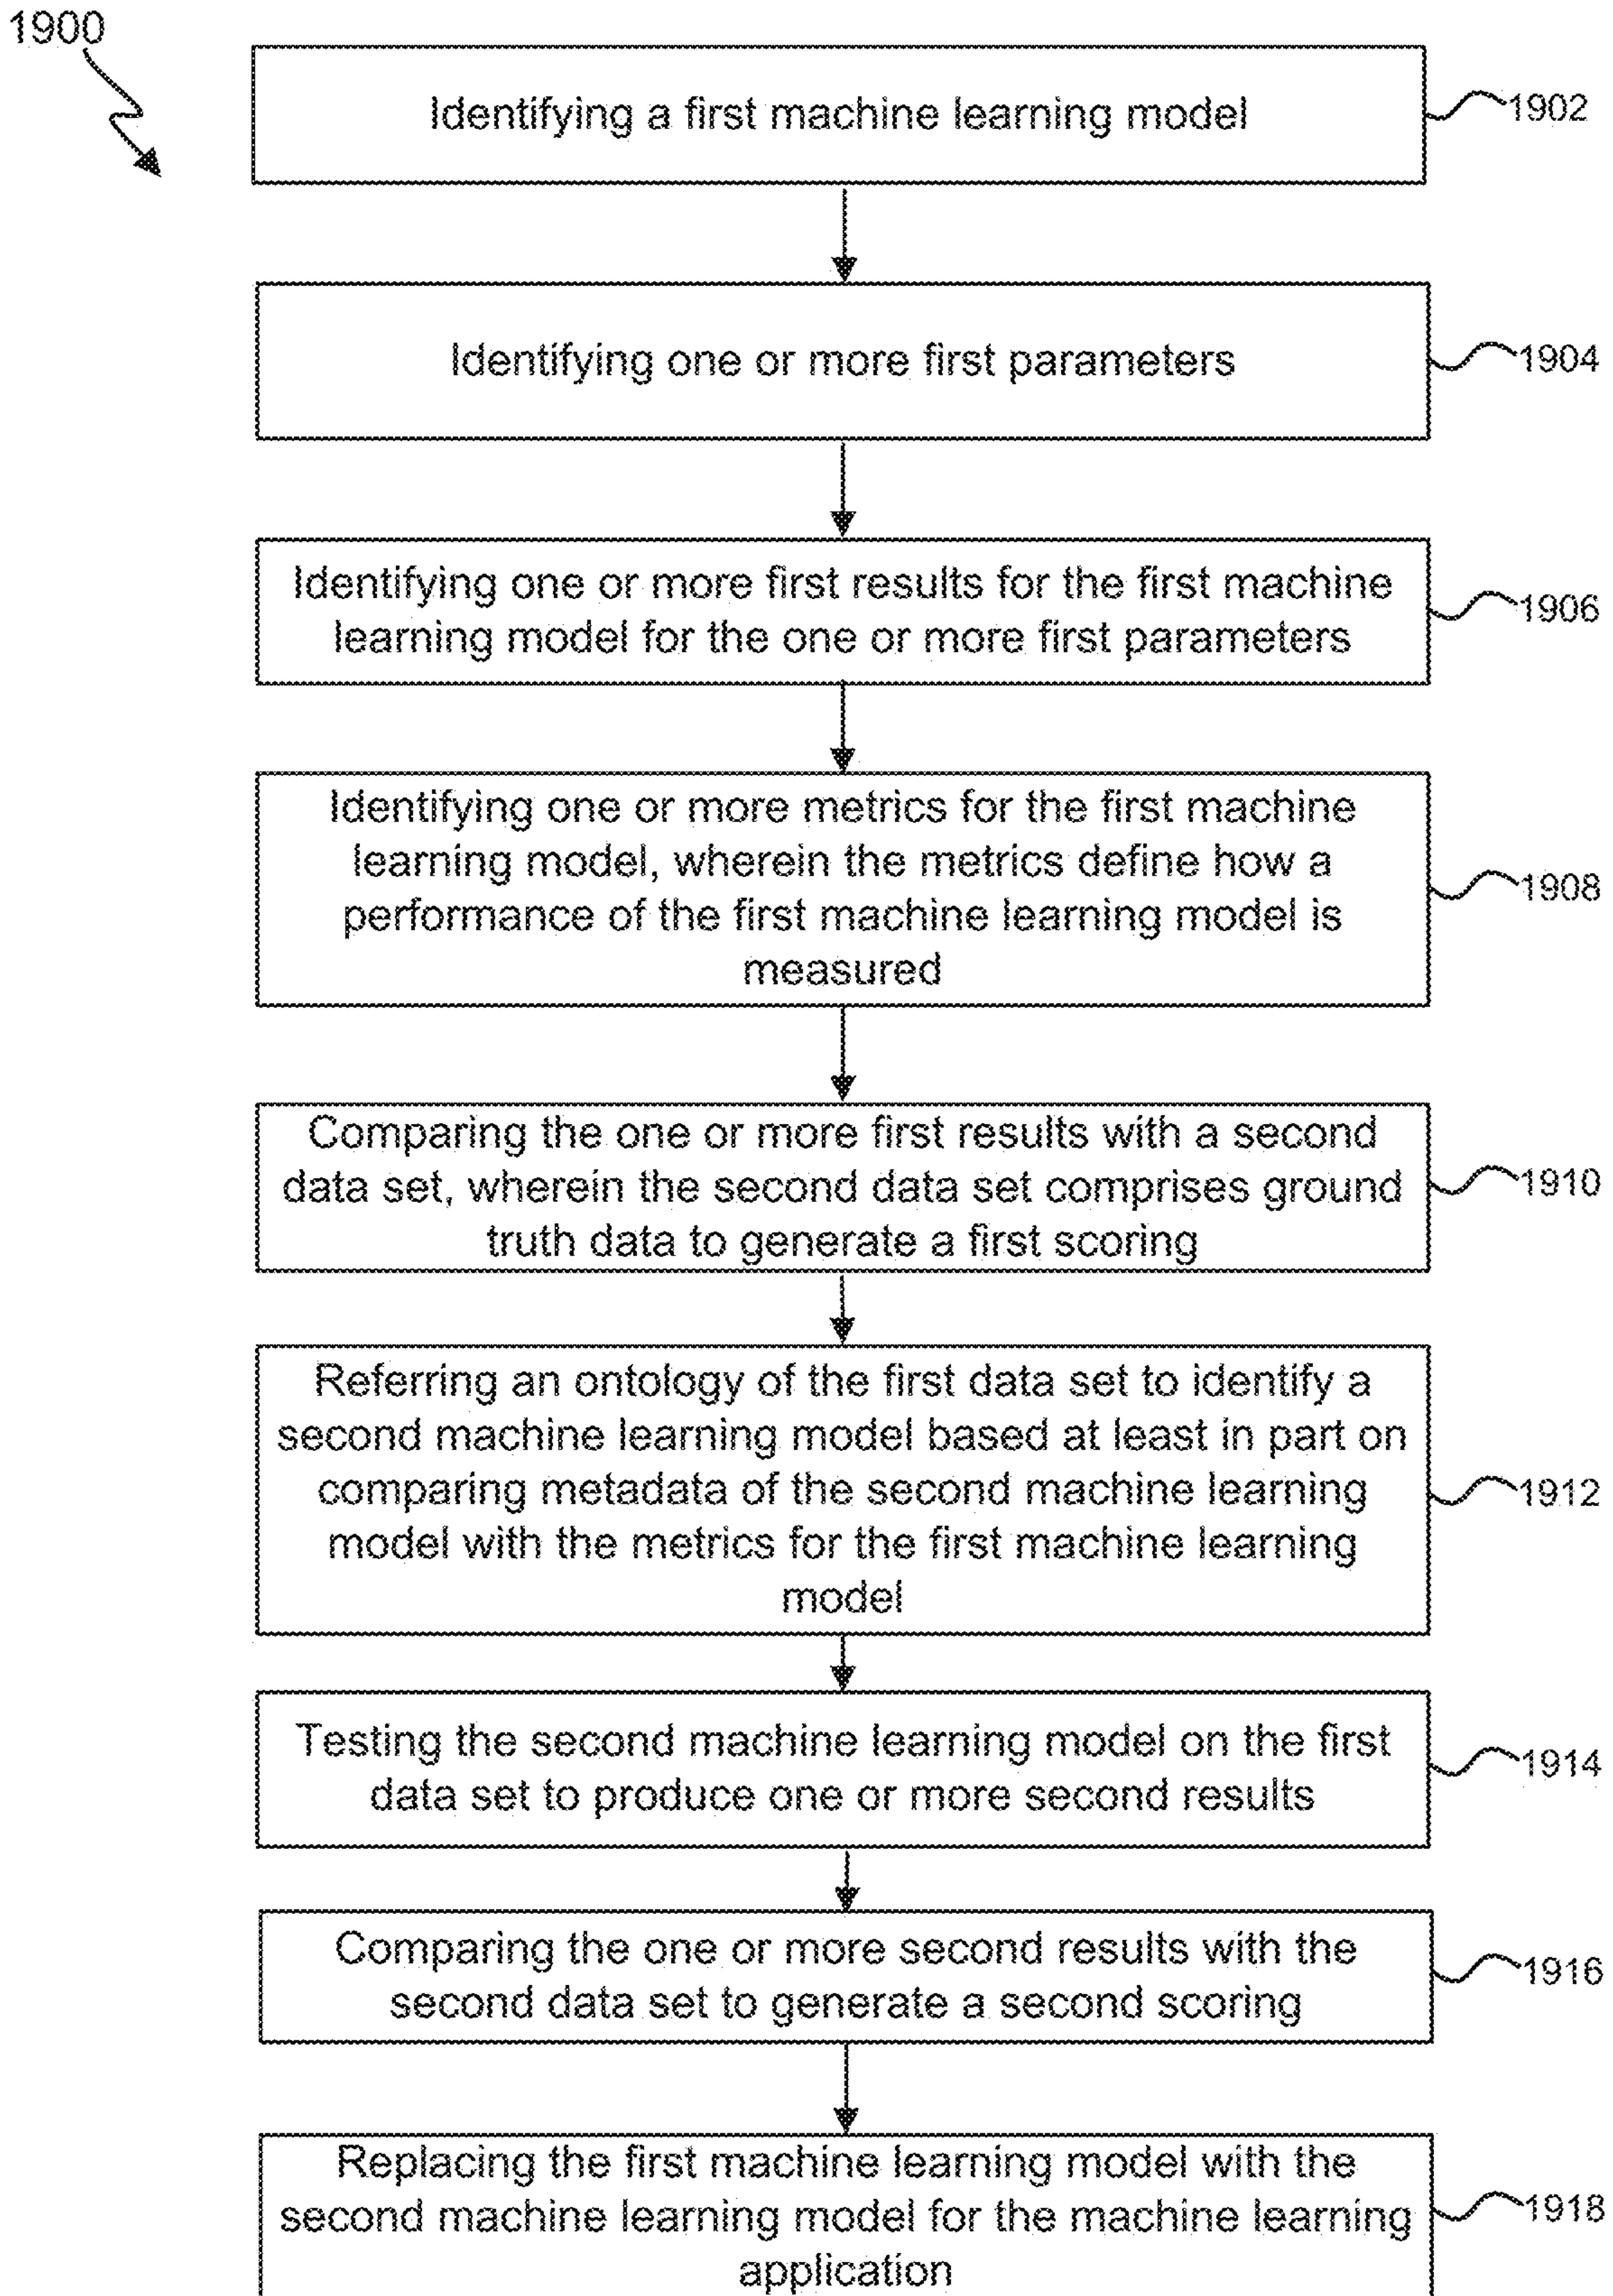 1900
Identifying a first machine learning model
1902
Identifying one or more first parameters
1904
Identifying one or more first results for the first machine
learning model for the one or more first parameters
1906
Identifying one or more metrics for the first machine
learning model, wherein the metrics define how a
performance of the first machine learning model is
measured
1908
Comparing the one or more first results with a second
data set, wherein the second data set comprises ground
truth data to generate a first scoring
1910
Referring an ontology of the first data set to identify a
second machine learning model based at least in part on
comparing metadata of the second machine learning
model with the metrics for the first machine learning
model
1912
Testing the second machine learning model on the first
data set to produce one or more second results
1914
Comparing the one or more second results with the
second data set to generate a second scoring
1916
Replacing the first machine learning model with the
second machine learning model for the machine learning
application
1918